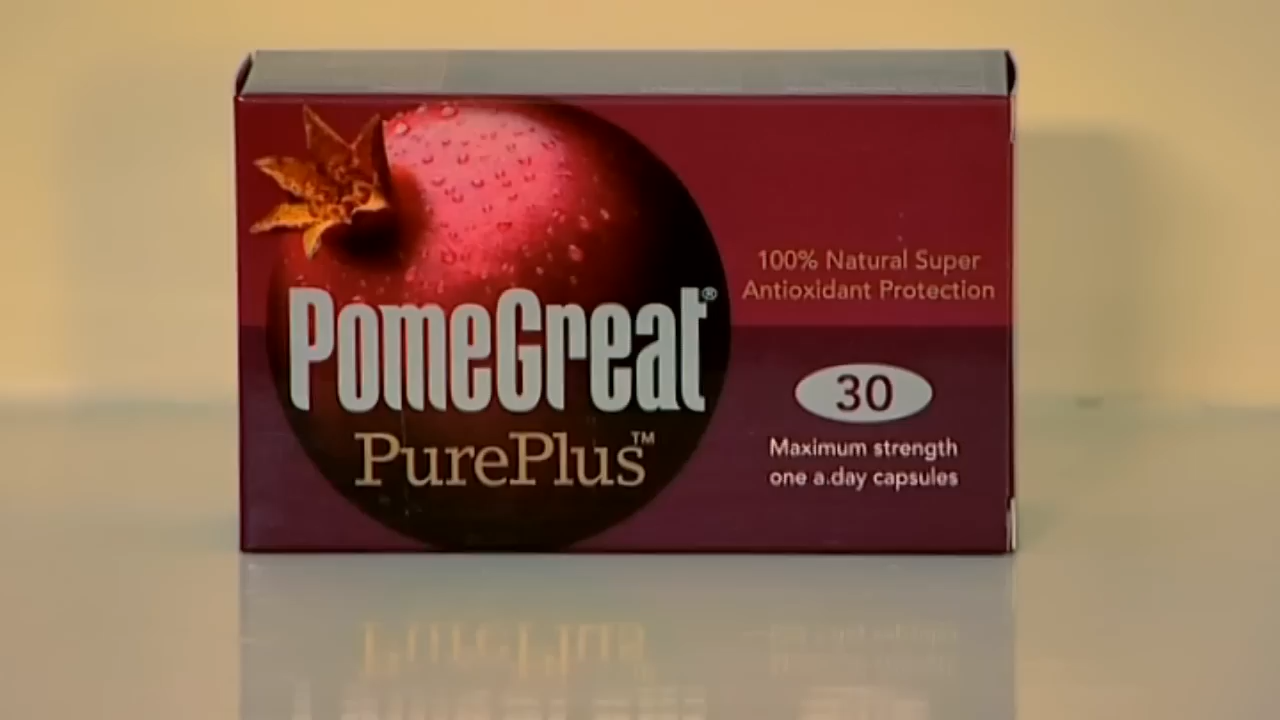 PomeGreat®
PurePlus™
100% Natural Super
Antioxidant Protection
30
Maximum strength
one a.day capsules